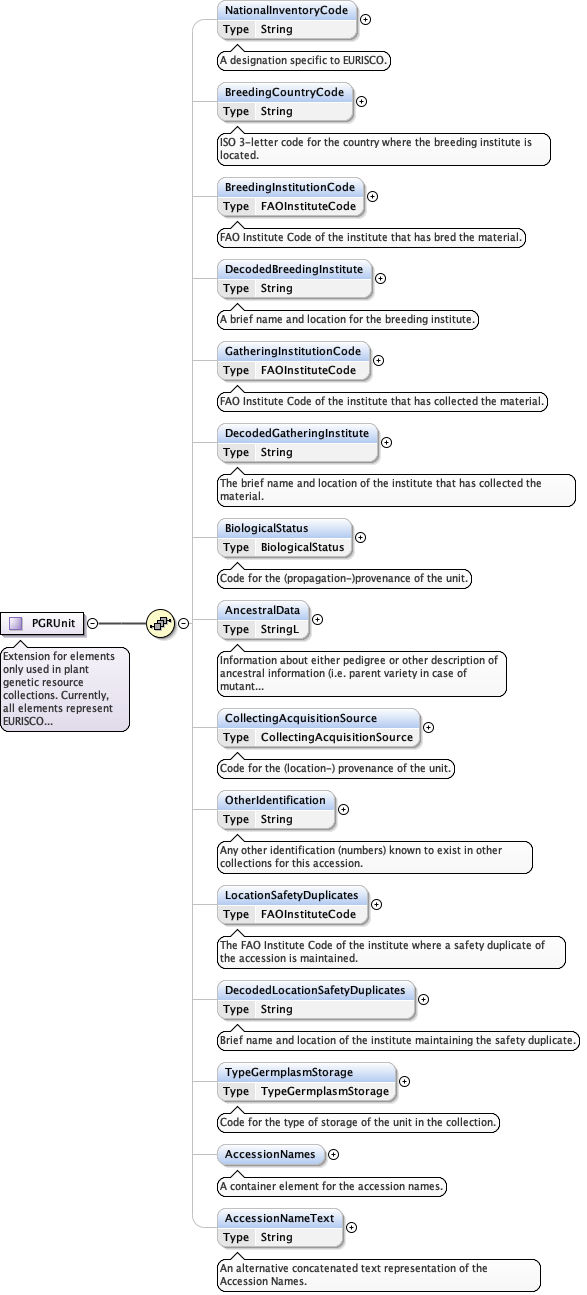 NationalInventoryCode
Type String
A designation specific to EURISCO.
BreedingCountryCode
Type String
ISO 3-letter code for the country where the breeding institute is
located.
BreedingInstitutionCode
Type FAOInstituteCode
FAO Institute Code of the institute that has bred the material.
DecodedBreedingInstitute
Type String
A brief name and location for the breeding institute.
GatheringInstitutionCode
Type FAOInstituteCode
FAO Institute Code of the institute that has collected the material.
DecodedGatheringInstitute
Type String
The brief name and location of the institute that has collected the
material.
BiologicalStatus
Type BiologicalStatus
Code for the (propagation-)provenance of the unit.
PGRUnit
Extension for elements
only used in plant
genetic resource
collections. Currently,
all elements represent
EURISCO...
AncestralData
Type StringL
Information about either pedigree or other description of
ancestral information (i.e. parent variety in case of
mutant...
CollectingAcquisitionSource
Type CollectingAcquisitionSource
Code for the (location-) provenance of the unit.
OtherIdentification
Type String
Any other identification (numbers) known to exist in other
collections for this accession.
LocationSafetyDuplicates
Type FAOInstituteCode
The FAO Institute Code of the institute where a safety duplicate of
the accession is maintained.
DecodedLocationSafetyDuplicates
Type String
Brief name and location of the institute maintaining the safety duplicate.
TypeGermplasmStorage
Type TypeGermplasmStorage
Code for the type of storage of the unit in the collection.
AccessionNames
A container element for the accession names.
AccessionNameText
Type String
An alternative concatenated text representation of the
Accession Names.